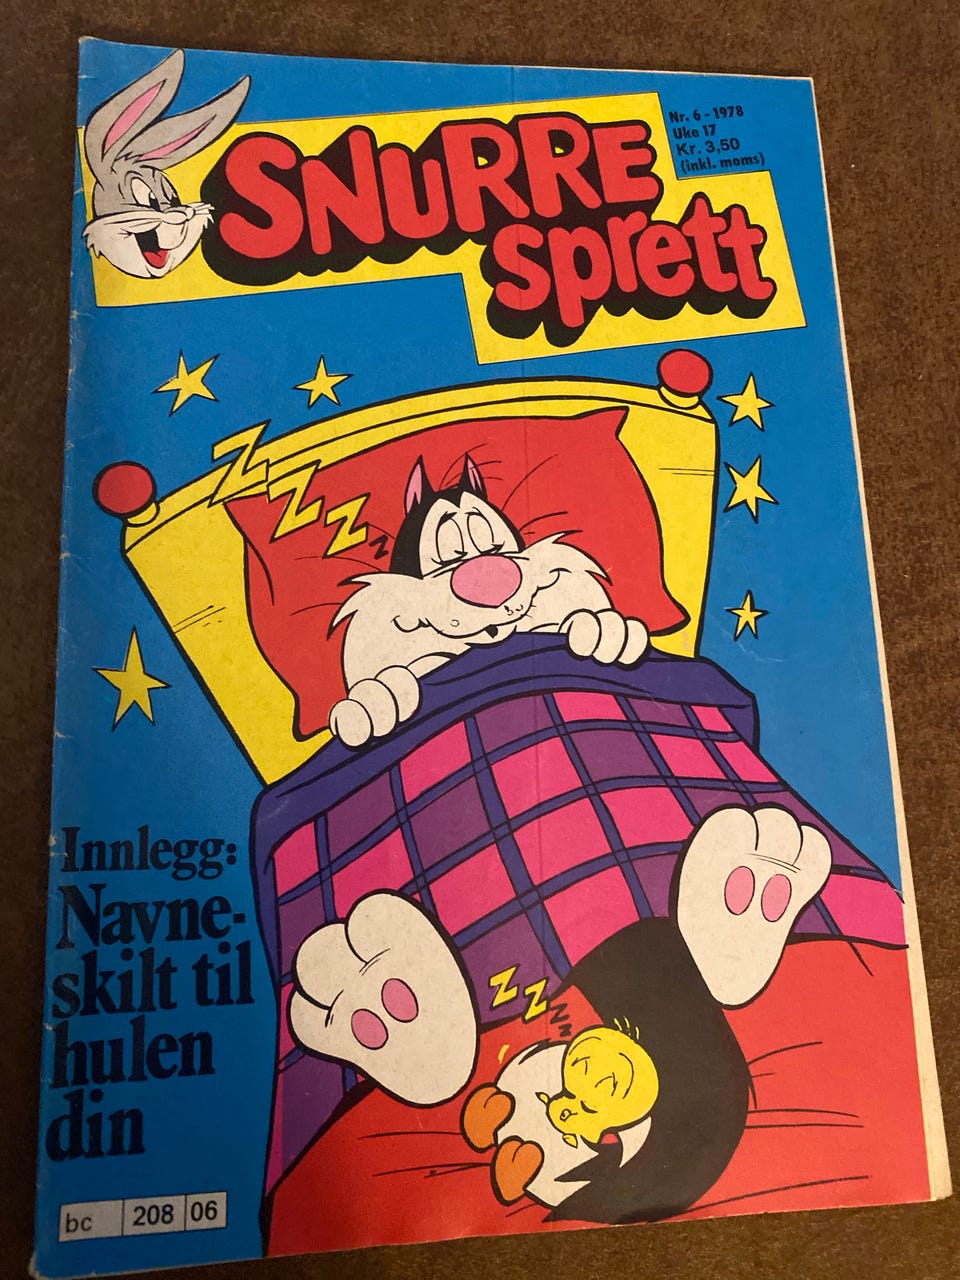 SNURRE
sprett
Nr. 6 - 1978
Uke 17
Kr. 3,50
(inkl. moms)
Z Z Z z
Innlegg:
Navne-
skilt til
hulen
din
Z Z z z
bc 208 06